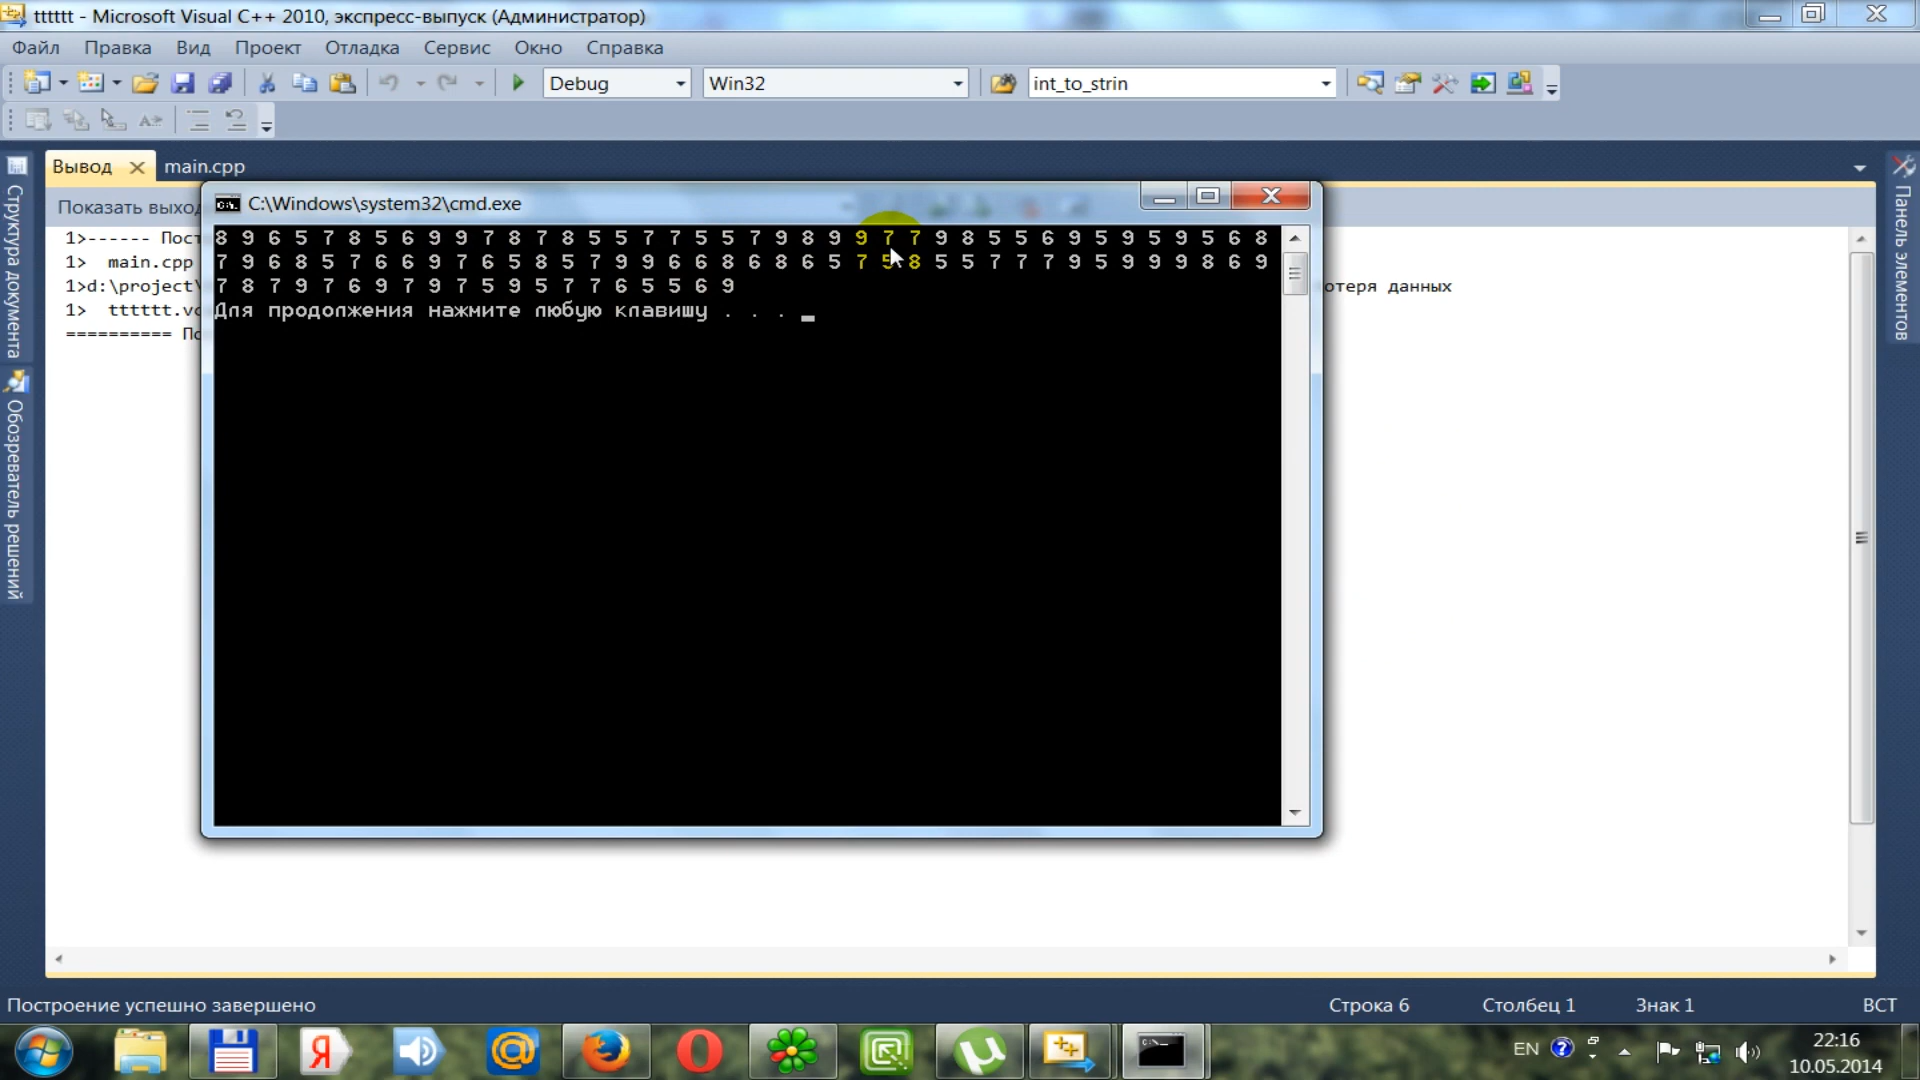 tttttt - Microsoft Visual C++ 2010, экспресс-выпуск (Администратор)
Файл Правка Вид Проект Отладка Сервис Окно Справка
Debug Win32 int_to_strin
Вывод main.cpp
Показать выхо
C:\Windows\system32\cmd.exe
1>------ Пост
1> main.cpp
1>d:\project\ отеря данных
1> tttttt.vc
========== По
8 9 6 5 7 8 5 6 9 9 7 8 7 8 5 5 7 7 5 5 7 9 8 9 9 7 7 9 8 5 5 6 9 5 9 5 9 5 6 8
7 9 6 8 5 7 6 6 9 7 6 5 8 5 7 9 9 6 6 8 6 8 6 5 7 5 8 5 5 7 7 7 9 5 9 9 9 8 6 9
7 8 7 9 7 6 9 7 9 7 5 9 5 7 7 6 5 5 6 9
Для продолжения нажмите любую клавишу . . .
Структура документа
Обозреватель решений
Панель элементов
Построение успешно завершено Строка 6 Столбец 1 Знак 1 ВСТ
EN 22:16
10.05.2014